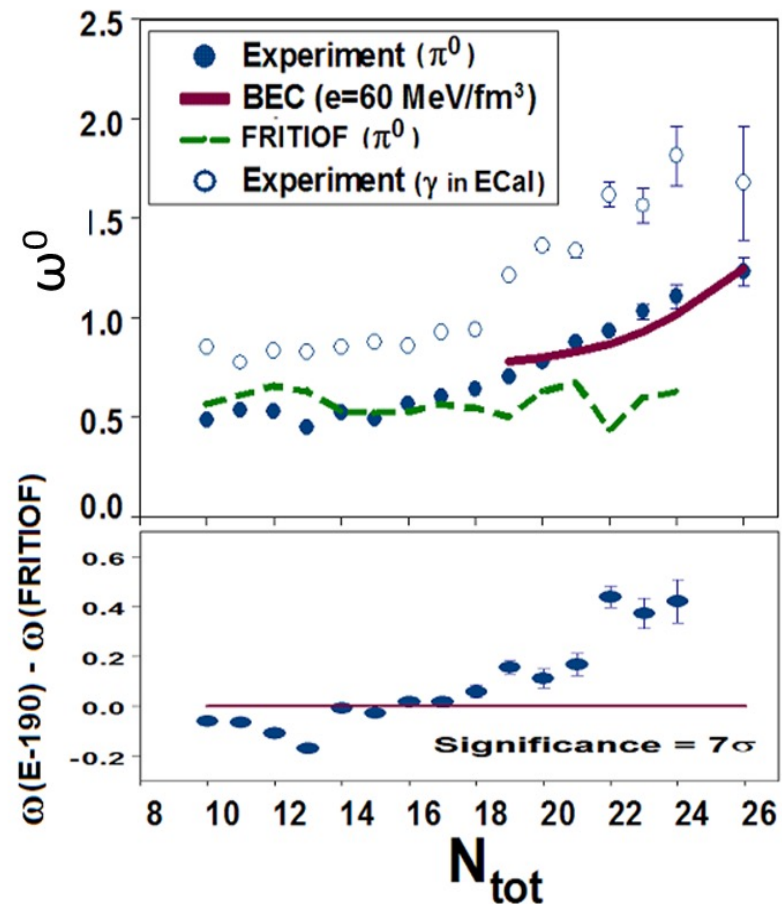 2.5
2.0
1.5
1.0
0.5
0.0
ω⁰
Experiment (π⁰)
BEC (e=60 MeV/fm³)
FRITIOF (π⁰)
Experiment (γ in ECal)
0.6
0.4
0.2
0.0
-0.2
ω(E-190) - ω(FRITIOF)
Significance = 7σ
8 10 12 14 16 18 20 22 24 26
N_tot